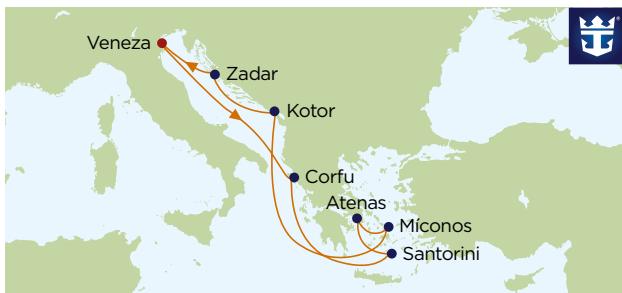 Veneza
Zadar
Kotor
Corfu
Atenas
Míconos
Santorini